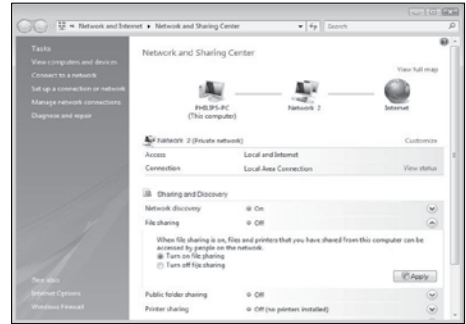 « Network and Internet ▸ Network and Sharing Center
Search
Tasks
View computers and devices
Connect to a network
Set up a connection or network
Manage network connections
Diagnose and repair
See also
Internet Options
Windows Firewall
Network and Sharing Center
View full map
PHILIPS-PC
(This computer)
Network 2
Internet
Network 2 (Private network)
Customize
Access Local and Internet
Connection Local Area Connection View status
Sharing and Discovery
Network discovery On
File sharing Off
When file sharing is on, files and printers that you have shared from this computer can be
accessed by people on the network.
Turn on file sharing
Turn off file sharing
Apply
Public folder sharing Off
Printer sharing Off (no printers installed)